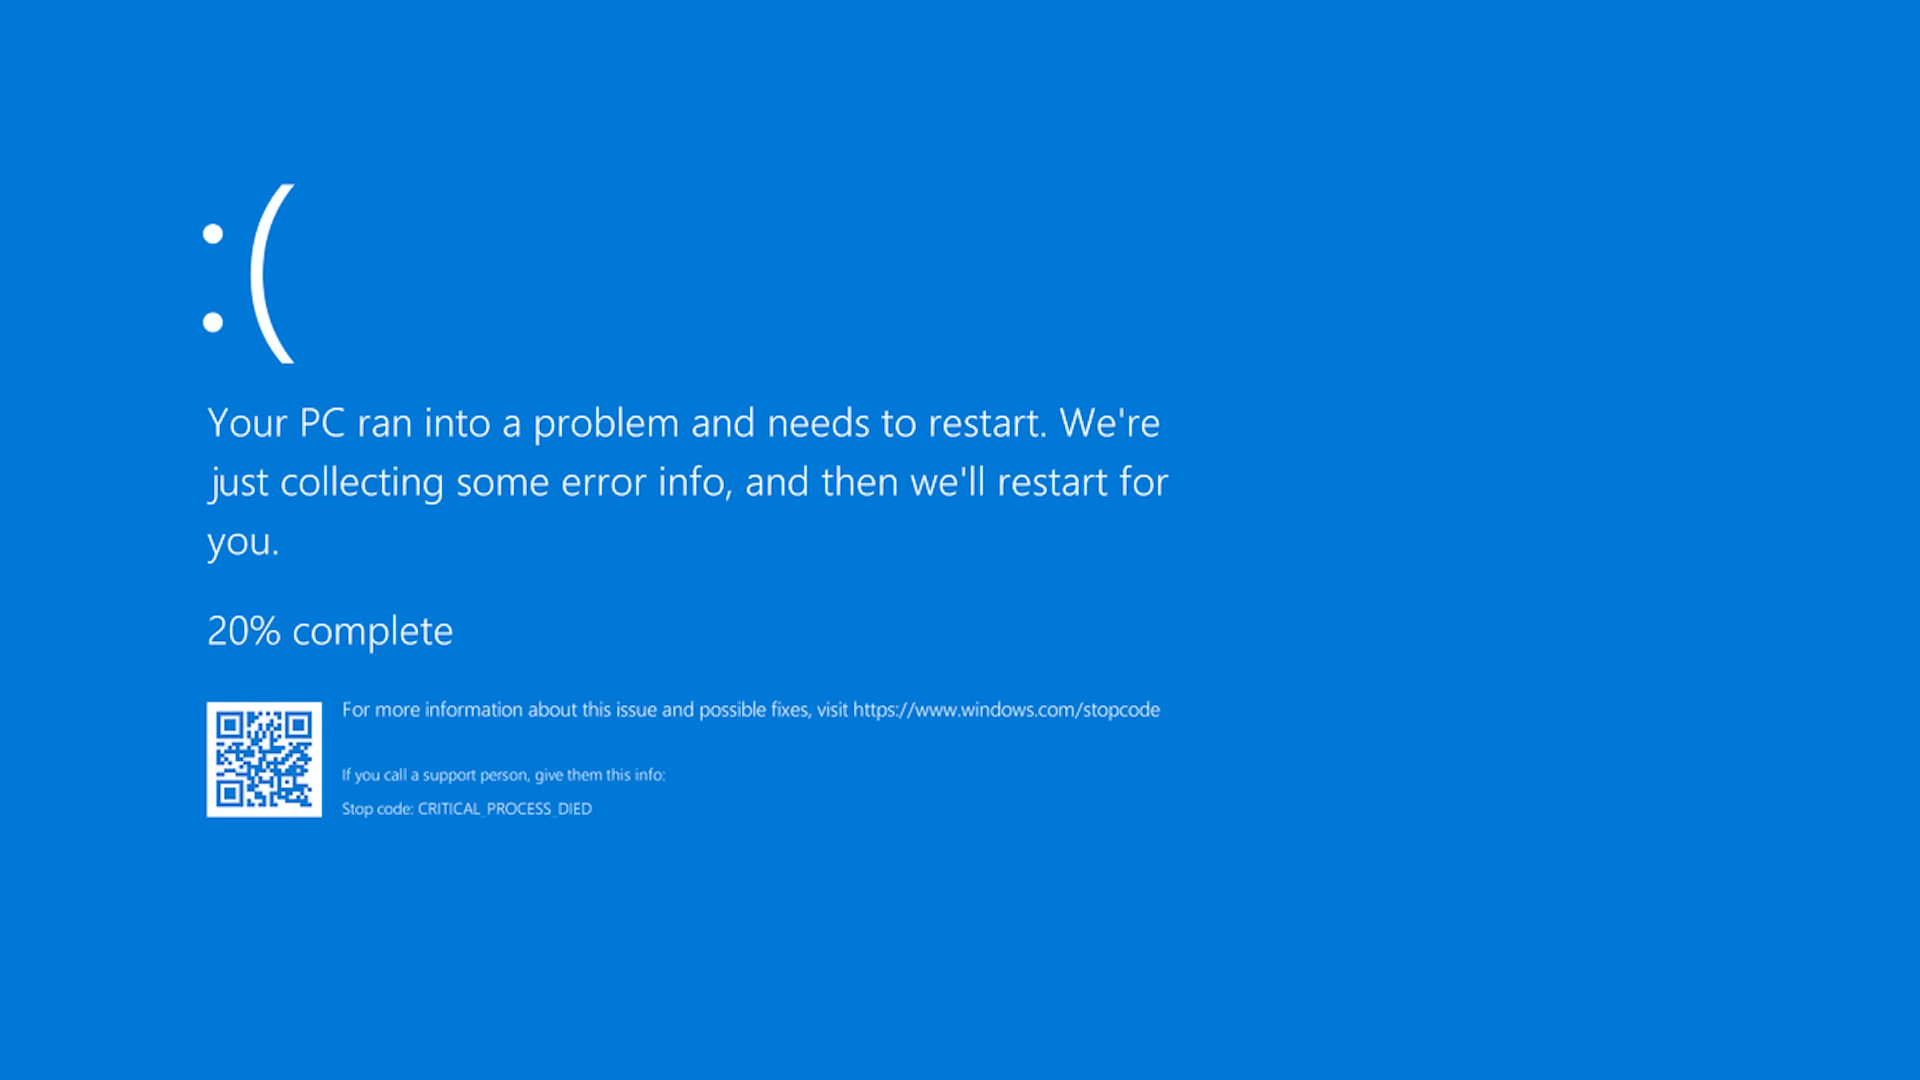 :(
Your PC ran into a problem and needs to restart. We're
just collecting some error info, and then we'll restart for
you.
20% complete
For more information about this issue and possible fixes, visit https://www.windows.com/stopcode
If you call a support person, give them this info:
Stop code: CRITICAL_PROCESS_DIED